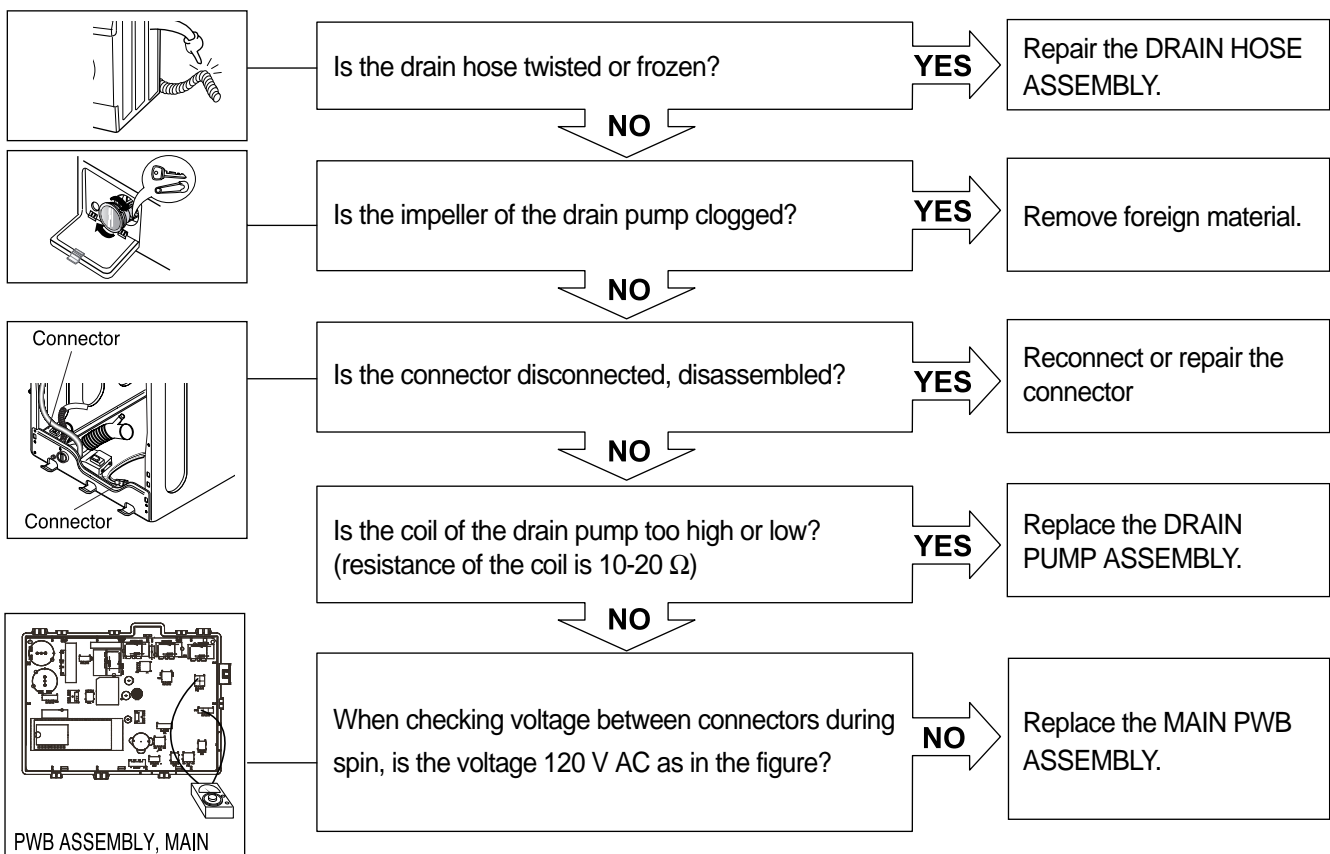 Is the drain hose twisted or frozen?
YES
Repair the DRAIN HOSE
ASSEMBLY.
NO
Is the impeller of the drain pump clogged?
YES
Remove foreign material.
NO
Connector
Connector
Is the connector disconnected, disassembled?
YES
Reconnect or repair the
connector
NO
Is the coil of the drain pump too high or low?
(resistance of the coil is 10-20 Ω)
YES
Replace the DRAIN
PUMP ASSEMBLY.
NO
When checking voltage between connectors during
spin, is the voltage 120 V AC as in the figure?
NO
Replace the MAIN PWB
ASSEMBLY.
PWB ASSEMBLY, MAIN